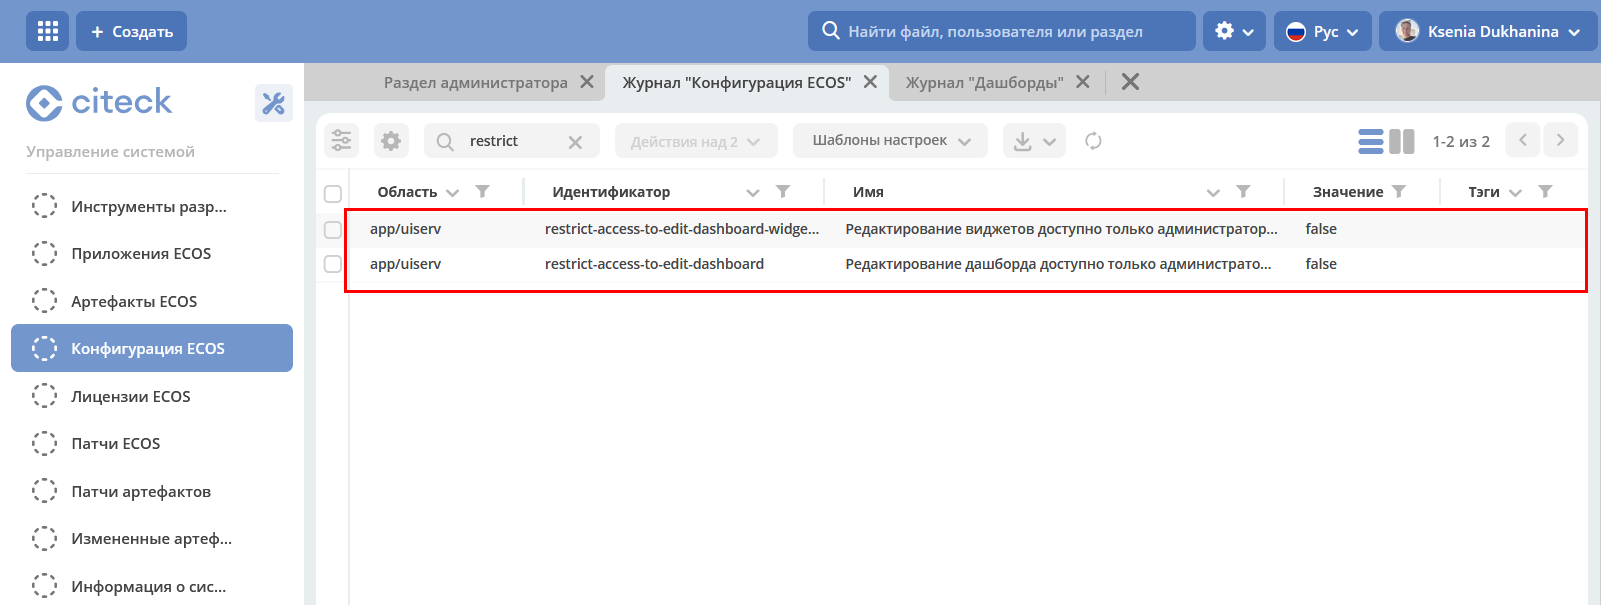 + Создать
Найти файл, пользователя или раздел
Рус
Ksenia Dukhanina
citeck
Управление системой
Инструменты разр...
Приложения ECOS
Артефакты ECOS
Конфигурация ECOS
Лицензии ECOS
Патчи ECOS
Патчи артефактов
Измененные артеф...
Информация о сис...
Раздел администратора
Журнал "Конфигурация ECOS"
Журнал "Дашборды"
restrict
Действия над 2
Шаблоны настроек
1-2 из 2
Область Идентификатор Имя Значение Тэги
app/uiserv restrict-access-to-edit-dashboard-widge... Редактирование виджетов доступно только администратор... false
app/uiserv restrict-access-to-edit-dashboard Редактирование дашборда доступно только администрато... false